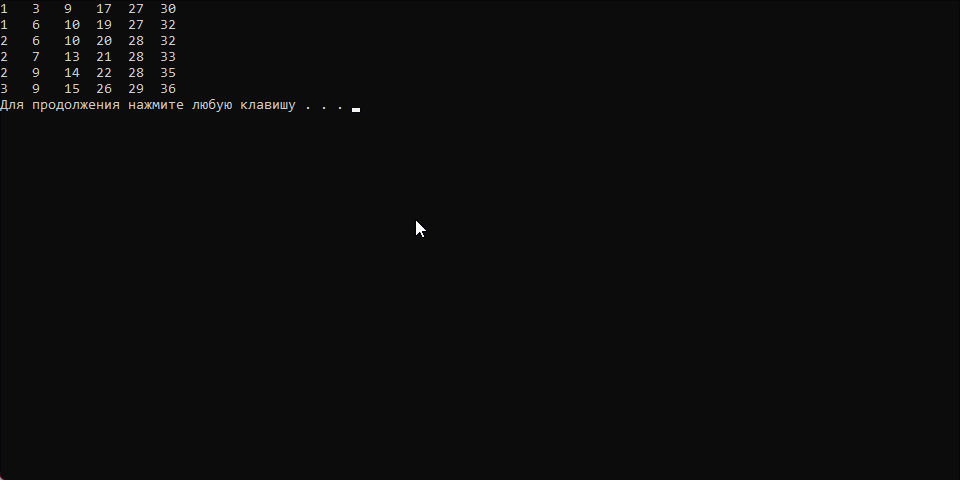 1 3 9 17 27 30
1 6 10 19 27 32
2 6 10 20 28 32
2 7 13 21 28 33
2 9 14 22 28 35
3 9 15 26 29 36
Для продолжения нажмите любую клавишу . . .